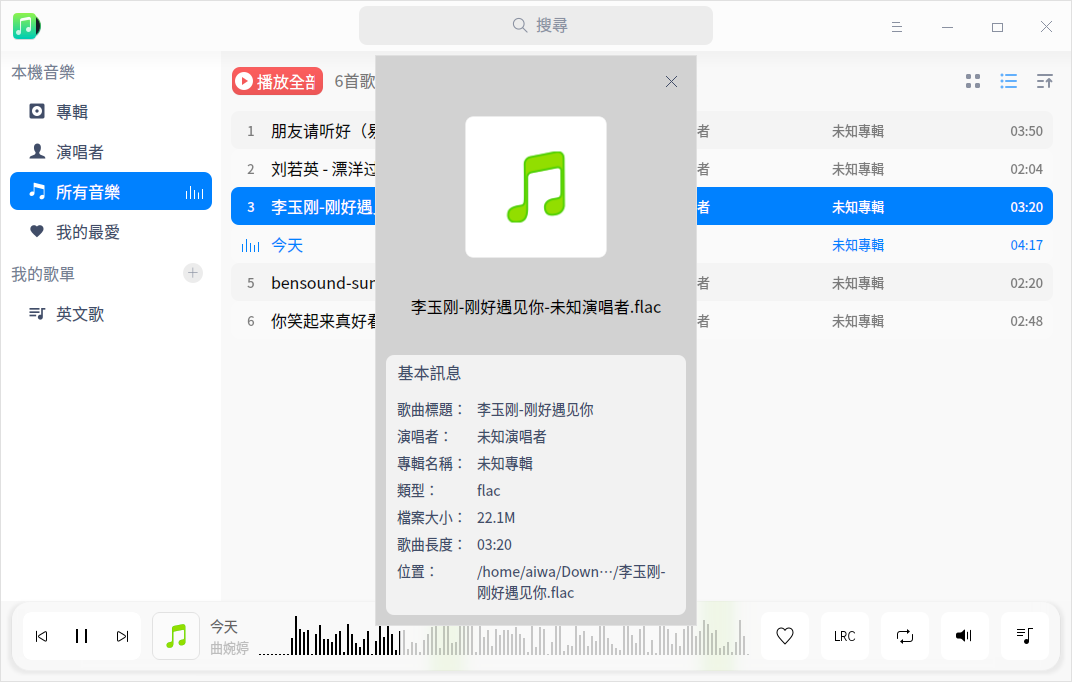 搜尋
本機音樂
專輯
演唱者
所有音樂
我的最愛
我的歌單
英文歌
播放全音
6首歌
1 朋友请听好（易 者 未知專輯 03:50
2 刘若英 - 漂洋过 者 未知專輯 02:04
3 李玉刚-刚好遇 者 未知專輯 03:20
今天 未知專輯 04:17
5 bensound-sun 者 未知專輯 02:20
6 你笑起来真好看 者 未知專輯 02:48
李玉刚-刚好遇见你-未知演唱者.flac
基本訊息
歌曲標題： 李玉刚-刚好遇见你
演唱者： 未知演唱者
專輯名稱： 未知專輯
類型： flac
檔案大小： 22.1M
歌曲長度： 03:20
位置： /home/aiwa/Down…/李玉刚-
刚好遇见你.flac
今天
曲婉婷
LRC